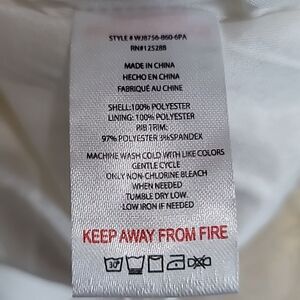 STYLE # WJ8756-860-6PA
RN#125288
MADE IN CHINA
HECHO EN CHINA
FABRIQUÉ AU CHINE
SHELL:100% POLYESTER
LINING: 100% POLYESTER
RIB TRIM:
97% POLYESTER 3%SPANDEX
MACHINE WASH COLD WITH LIKE COLORS
GENTLE CYCLE
ONLY NON-CHLORINE BLEACH
WHEN NEEDED
TUMBLE DRY LOW.
LOW IRON IF NEEDED
KEEP AWAY FROM FIRE
30°